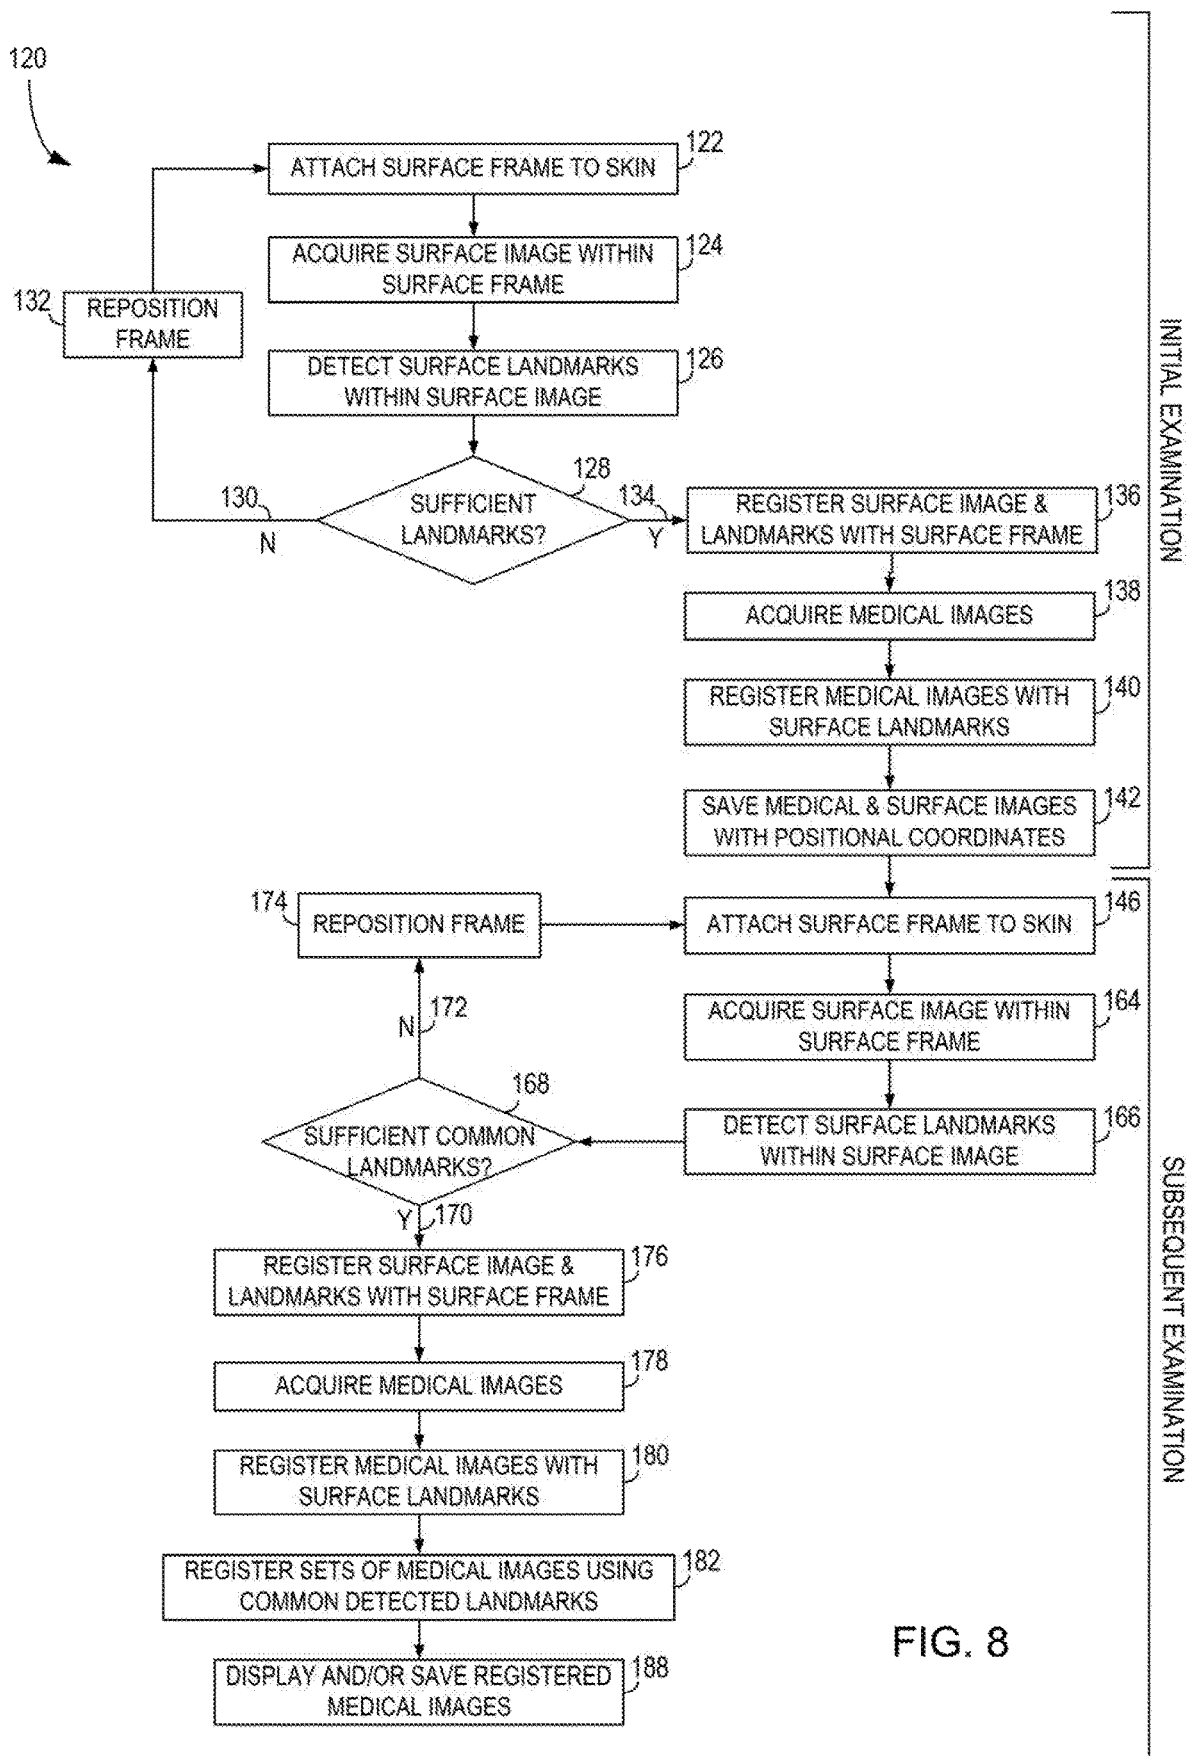 120
ATTACH SURFACE FRAME TO SKIN
122
ACQUIRE SURFACE IMAGE WITHIN
SURFACE FRAME
124
132
REPOSITION
FRAME
DETECT SURFACE LANDMARKS
WITHIN SURFACE IMAGE
126
SUFFICIENT
LANDMARKS?
128
130
N
134
Y
REGISTER SURFACE IMAGE &
LANDMARKS WITH SURFACE FRAME
136
ACQUIRE MEDICAL IMAGES
138
REGISTER MEDICAL IMAGES WITH
SURFACE LANDMARKS
140
SAVE MEDICAL & SURFACE IMAGES
WITH POSITIONAL COORDINATES
142
INITIAL EXAMINATION
174
REPOSITION FRAME
ATTACH SURFACE FRAME TO SKIN
146
ACQUIRE SURFACE IMAGE WITHIN
SURFACE FRAME
164
N
172
168
SUFFICIENT COMMON
LANDMARKS?
DETECT SURFACE LANDMARKS
WITHIN SURFACE IMAGE
166
Y
170
REGISTER SURFACE IMAGE &
LANDMARKS WITH SURFACE FRAME
176
ACQUIRE MEDICAL IMAGES
178
REGISTER MEDICAL IMAGES WITH
SURFACE LANDMARKS
180
REGISTER SETS OF MEDICAL IMAGES USING
COMMON DETECTED LANDMARKS
182
DISPLAY AND/OR SAVE REGISTERED
MEDICAL IMAGES
188
SUBSEQUENT EXAMINATION
FIG. 8